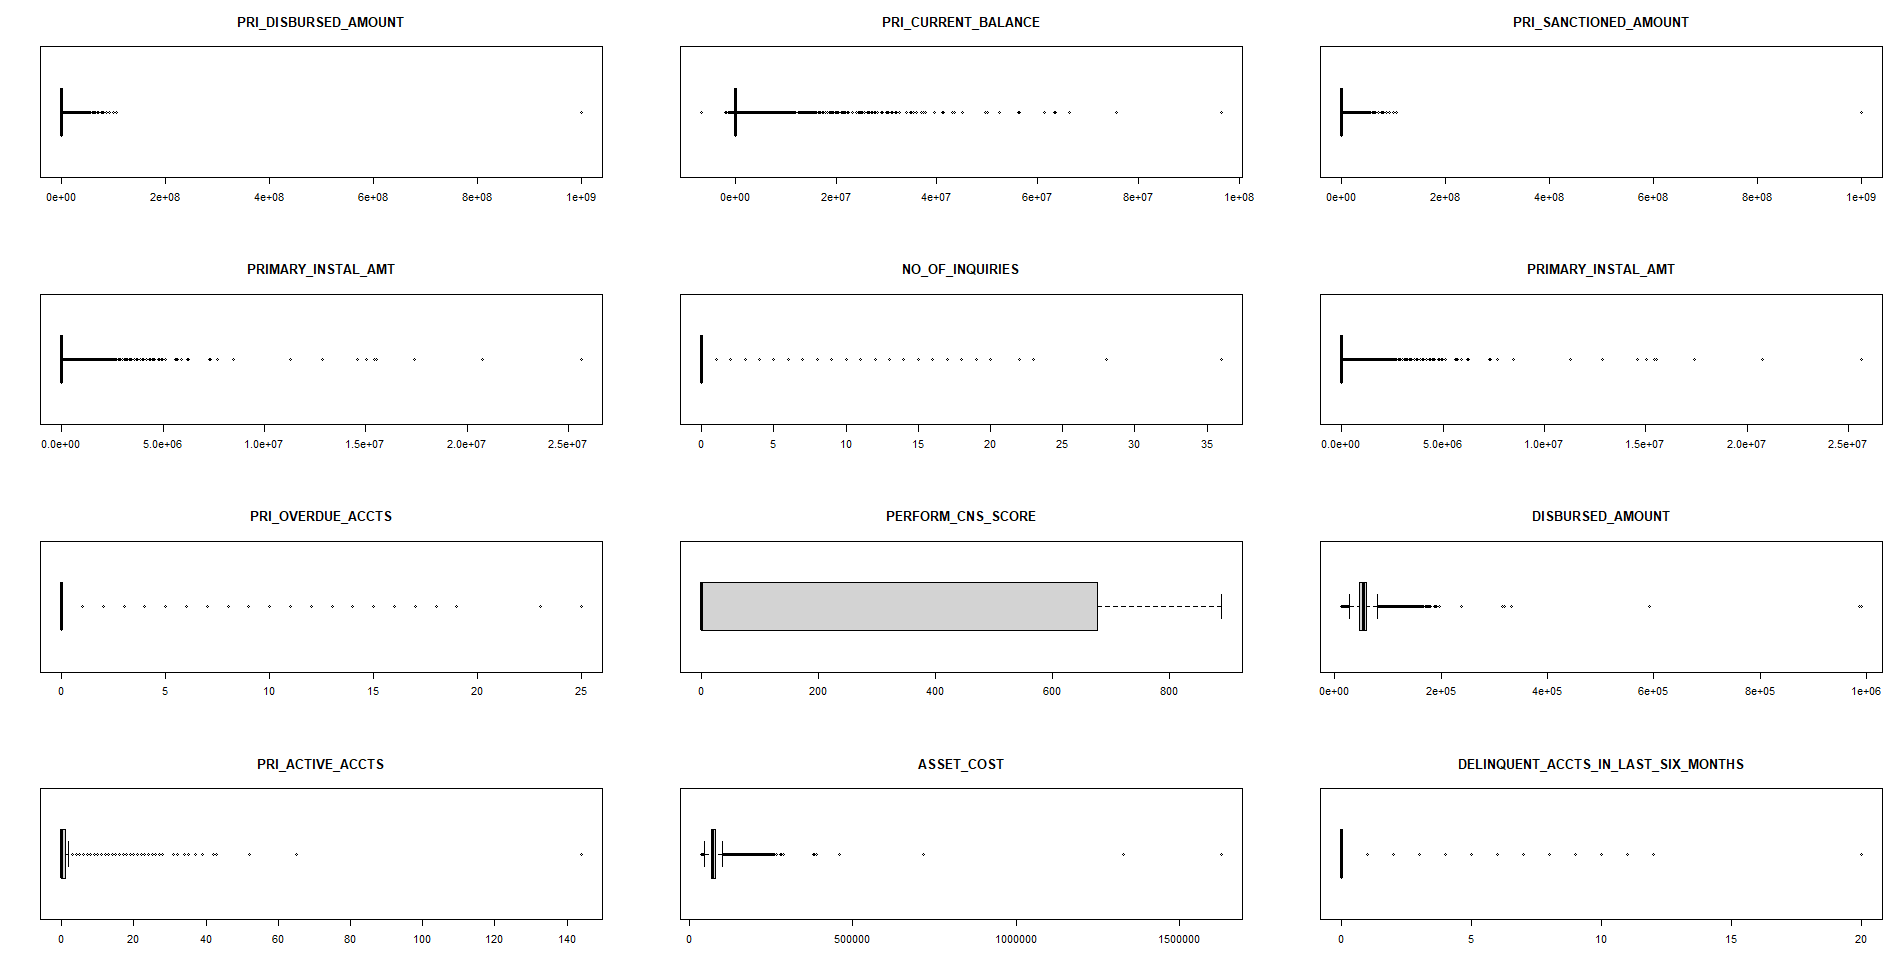 PRI_DISBURSED_AMOUNT PRI_CURRENT_BALANCE PRI_SANCTIONED_AMOUNT
0e+00 2e+08 4e+08 6e+08 8e+08 1e+09 0e+00 2e+07 4e+07 6e+07 8e+07 1e+08 0e+00 2e+08 4e+08 6e+08 8e+08 1e+09
PRIMARY_INSTAL_AMT NO_OF_INQUIRIES PRIMARY_INSTAL_AMT
0.0e+00 5.0e+06 1.0e+07 1.5e+07 2.0e+07 2.5e+07 0 5 10 15 20 25 30 35 0.0e+00 5.0e+06 1.0e+07 1.5e+07 2.0e+07 2.5e+07
PRI_OVERDUE_ACCTS PERFORM_CNS_SCORE DISBURSED_AMOUNT
0 5 10 15 20 25 0 200 400 600 800 0e+00 2e+05 4e+05 6e+05 8e+05 1e+06
PRI_ACTIVE_ACCTS ASSET_COST DELINQUENT_ACCTS_IN_LAST_SIX_MONTHS
0 20 40 60 80 100 120 140 0 500000 1000000 1500000 0 5 10 15 20